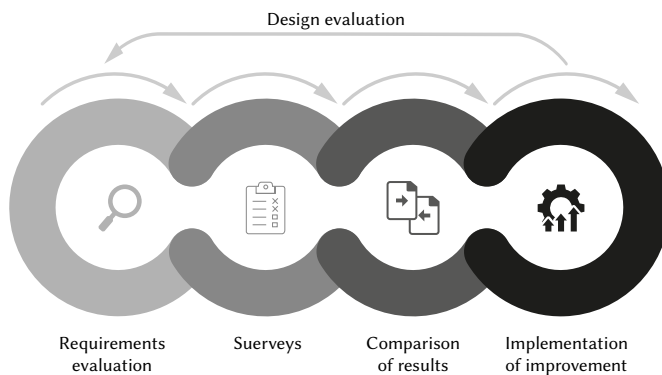 Design evaluation
Requirements
evaluation
Suerveys
Comparison
of results
Implementation
of improvement